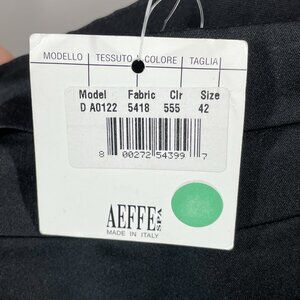 MODELLO TESSUTO COLORE TAGLIA
Model Fabric Clr Size
D A0122 5418 555 42
8 00272 54399 7
AEFFE SPA
MADE IN ITALY